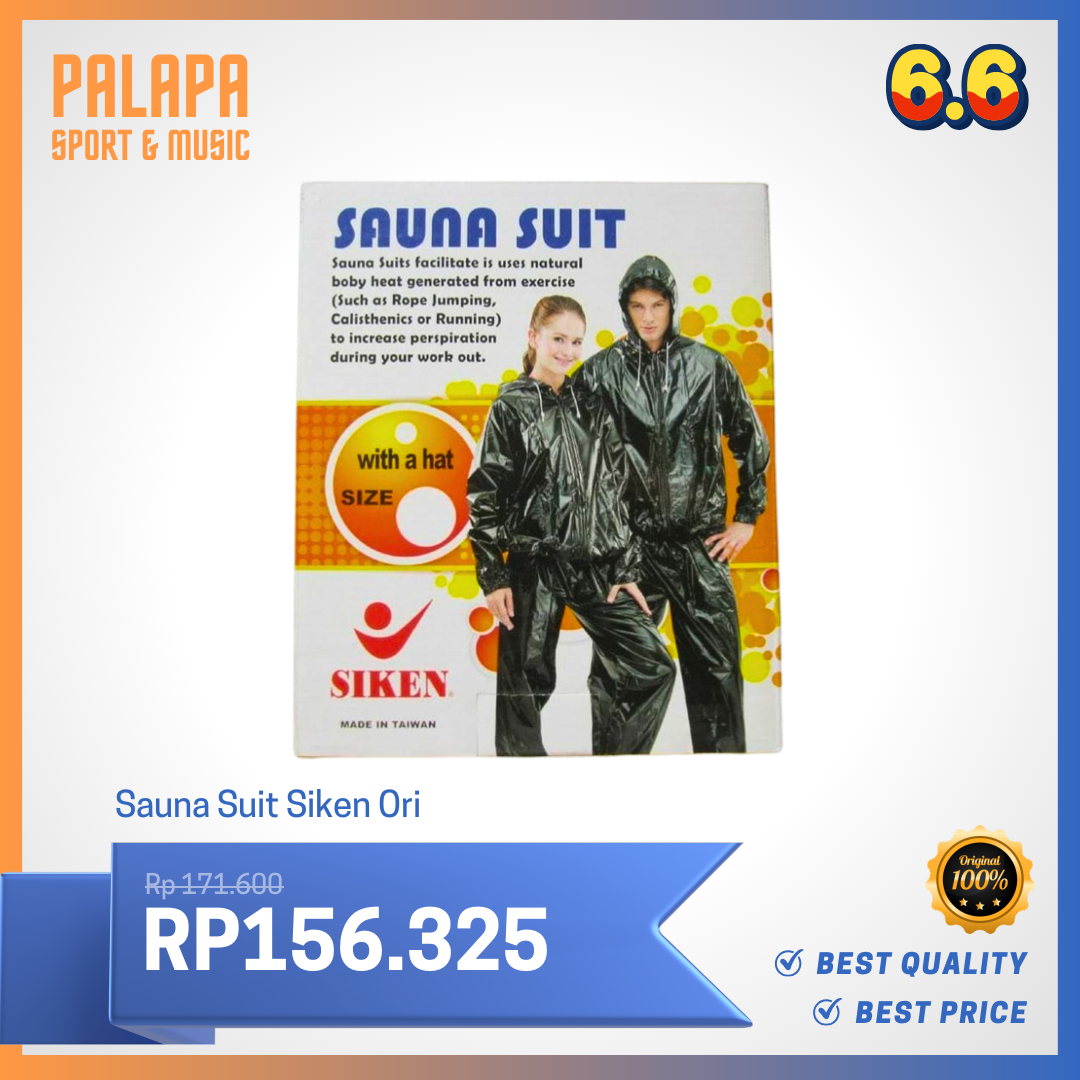 PALAPA
SPORT & MUSIC
6.6
SAUNA SUIT
Sauna Suits facilitate is uses natural
boby heat generated from exercise
(Such as Rope Jumping,
Calisthenics or Running)
to increase perspiration
during your work out.
with a hat
SIZE
SIKEN®
MADE IN TAIWAN
Sauna Suit Siken Ori
Rp 171.600
RP156.325
Original
100%
BEST QUALITY
BEST PRICE